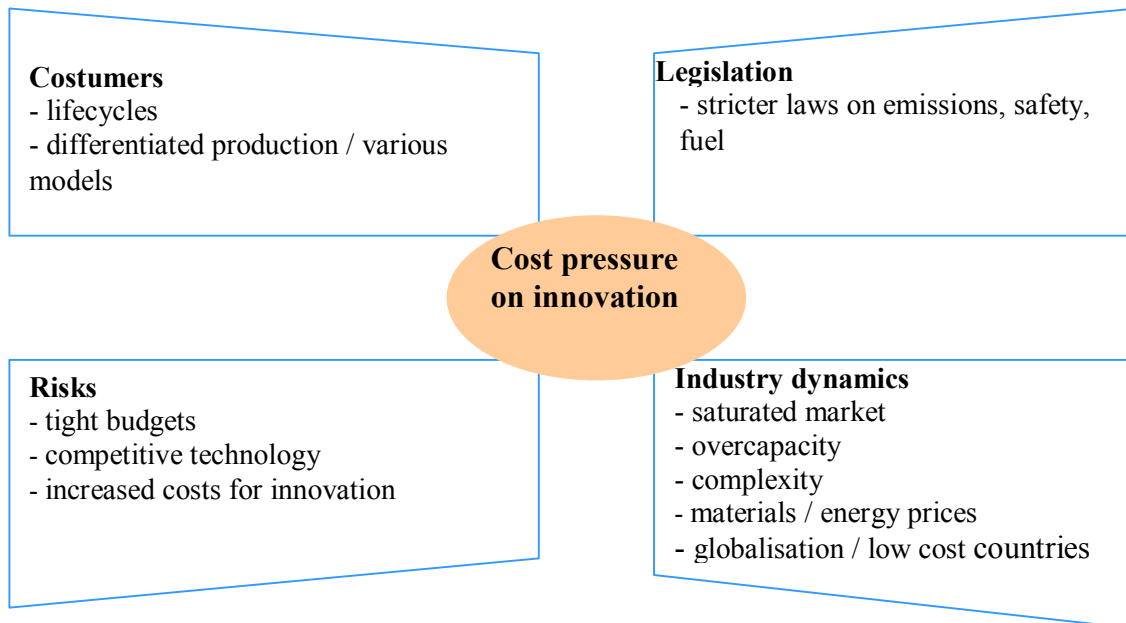 Costumers
- lifecycles
- differentiated production / various
models
Legislation
- stricter laws on emissions, safety,
fuel
Cost pressure
on innovation
Risks
- tight budgets
- competitive technology
- increased costs for innovation
Industry dynamics
- saturated market
- overcapacity
- complexity
- materials / energy prices
- globalisation / low cost countries